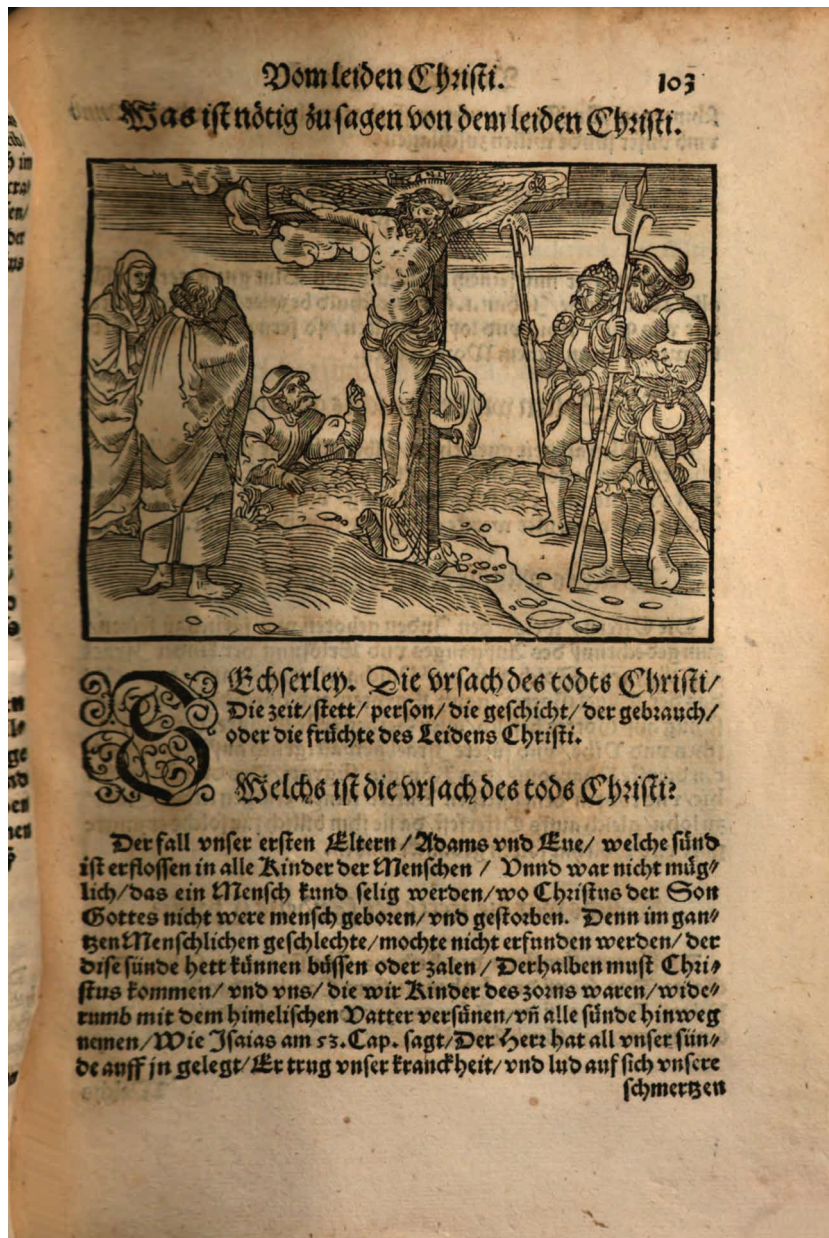 Vom leiden Christi. 103
Was ist nötig zu sagen von dem leiden Christi.
SEchserley. Die vrsach des todts Christi/
Die zeit/ stett/ person/ die geschicht/ der gebrauch/
oder die früchte des Leidens Christi.
Welchs ist die vrsach des tods Christi?
Der fall vnser ersten Eltern/ Adams vnd Eue/ welche sünd
ist erflossen in alle Kinder der Menschen/ Vnnd war nicht müg⸗
lich/ das ein Mensch kund selig werden/ wo Christus der Son
Gottes nicht were mensch geboren/ vnd gestorben. Denn im gan⸗
tzen Menschlichen geschlechte/ mochte nicht erfunden werden/ der
dise sünde hett künnen büssen oder zalen/ Derhalben must Chri⸗
stus kommen/ vnd vns/ die wir Kinder des zorns waren/ wide⸗
rumb mit dem himelischen Vatter versünen/ vñ alle sünde hinweg
nemen/ Wie Isaias am 53. Cap. sagt/ Der Herr hat all vnser sün⸗
de auff jn gelegt/ Er trug vnser kranckheit/ vnd lud auf sich vnsere
schmertzen